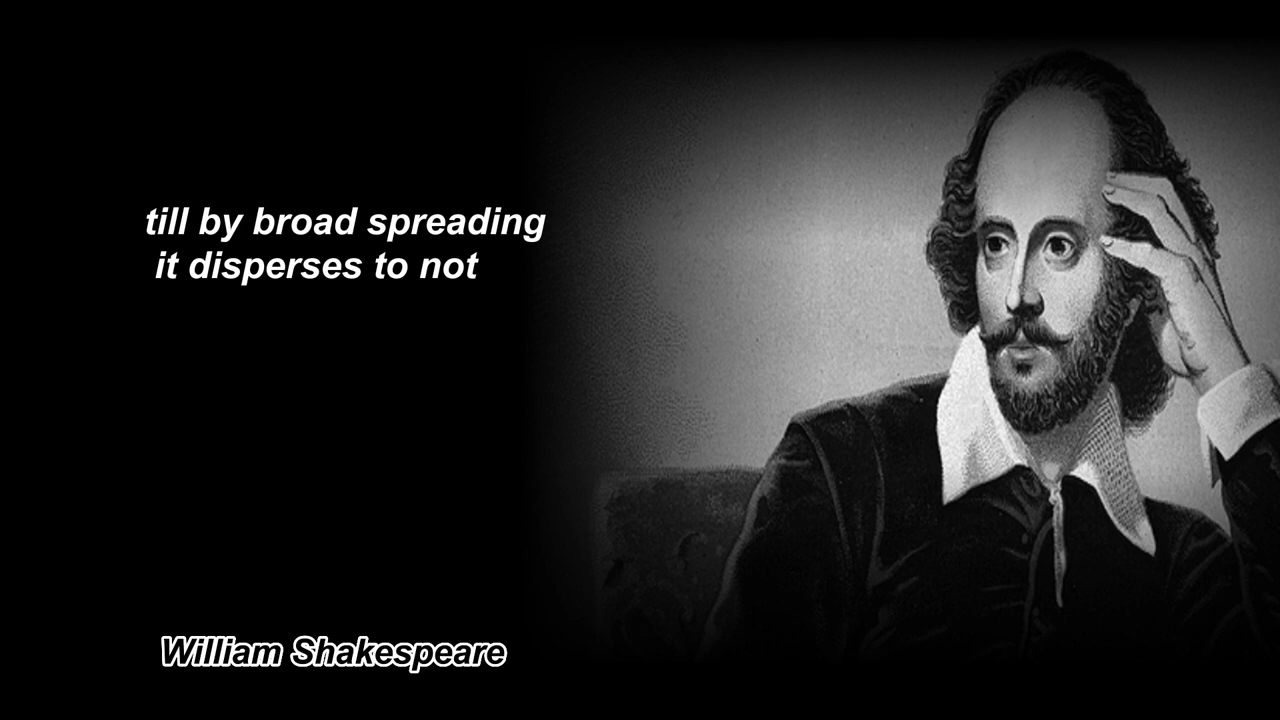 till by broad spreading
it disperses to not
William Shakespeare